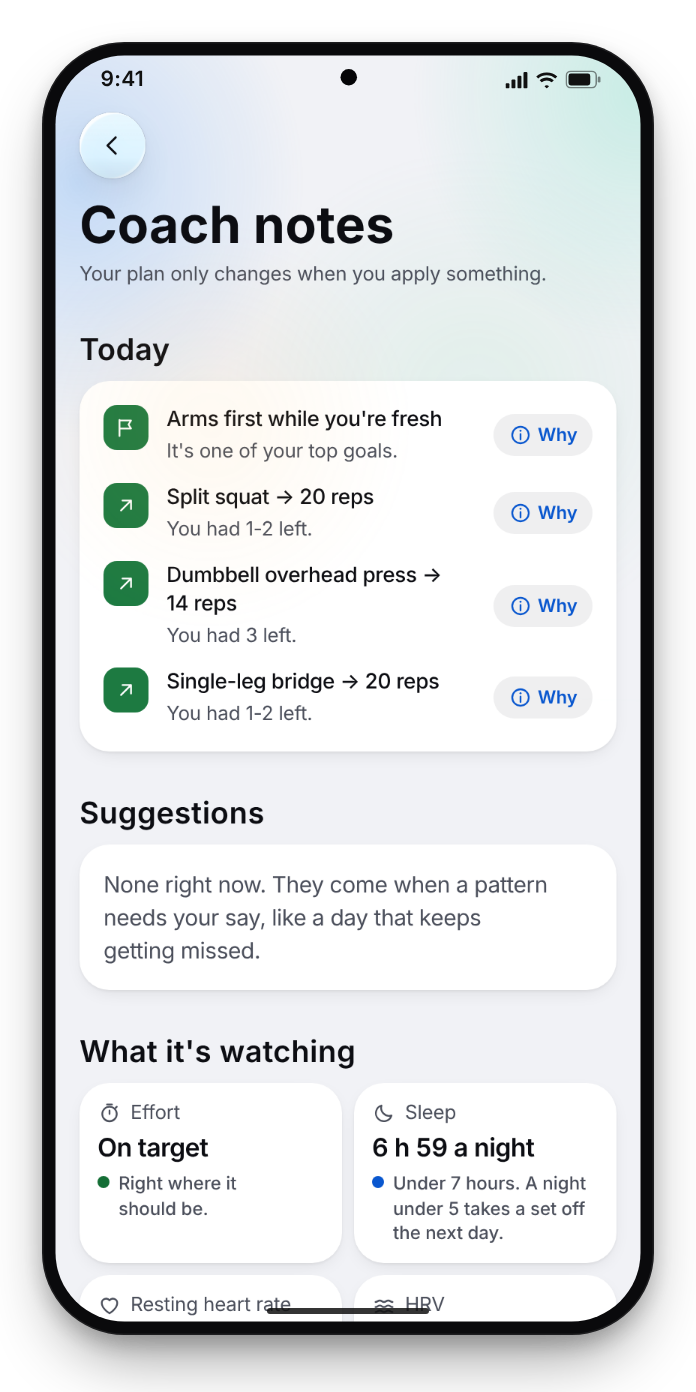 9:41
Coach notes
Your plan only changes when you apply something.
Today
Arms first while you're fresh
It's one of your top goals.
Why
Split squat → 20 reps
You had 1-2 left.
Why
Dumbbell overhead press →
14 reps
You had 3 left.
Why
Single-leg bridge → 20 reps
You had 1-2 left.
Why
Suggestions
None right now. They come when a pattern
needs your say, like a day that keeps
getting missed.
What it's watching
Effort
On target
Right where it
should be.
Sleep
6 h 59 a night
Under 7 hours. A night
under 5 takes a set off
the next day.
Resting heart rate
HRV